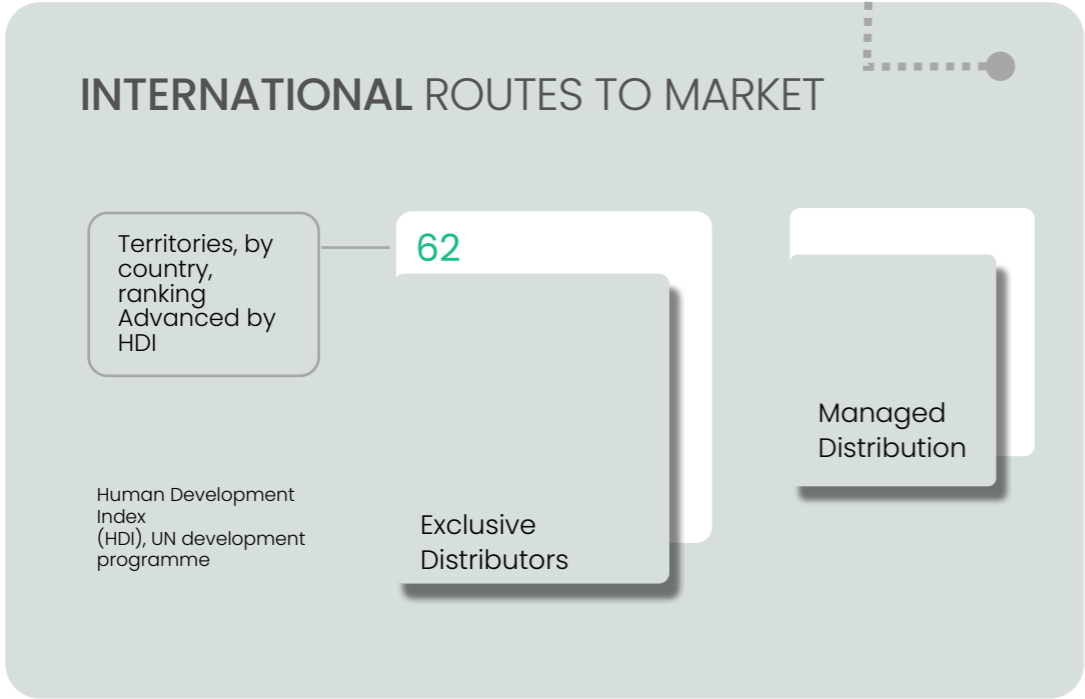 INTERNATIONAL ROUTES TO MARKET
Territories, by
country,
ranking
Advanced by
HDI
62
Exclusive
Distributors
Managed
Distribution
Human Development
Index
(HDI), UN development
programme